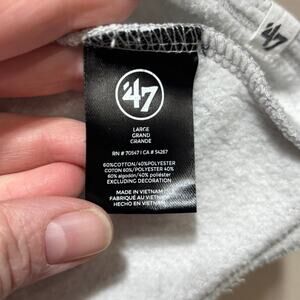 '47
'47
LARGE
GRAND
GRANDE
RN # 70547 | CA # 54267
60%COTTON/40%POLYESTER
COTON 60%/POLYESTER 40%
60% algodón/40% poliéster
EXCLUDING DECORATION
MADE IN VIETNAM
FABRIQUÉ AU VIETNAM
HECHO EN VIETNAM